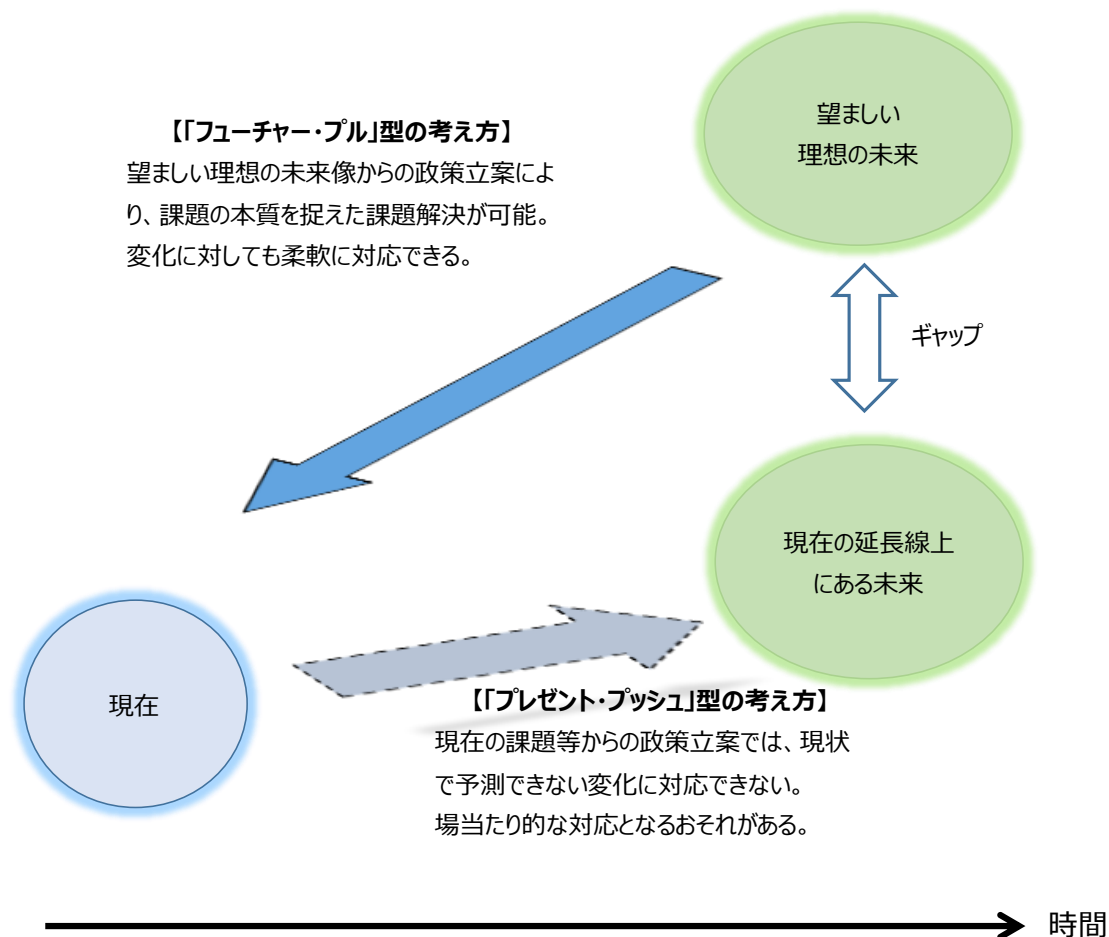 望ましい
理想の未来
【「フューチャー・プル」型の考え方】
望ましい理想の未来像からの政策立案によ
り、課題の本質を捉えた課題解決が可能。
変化に対しても柔軟に対応できる。
ギャップ
現在の延長線上
にある未来
現在
【「プレゼント・プッシュ」型の考え方】
現在の課題等からの政策立案では、現状
で予測できない変化に対応できない。
場当たり的な対応となるおそれがある。
時間